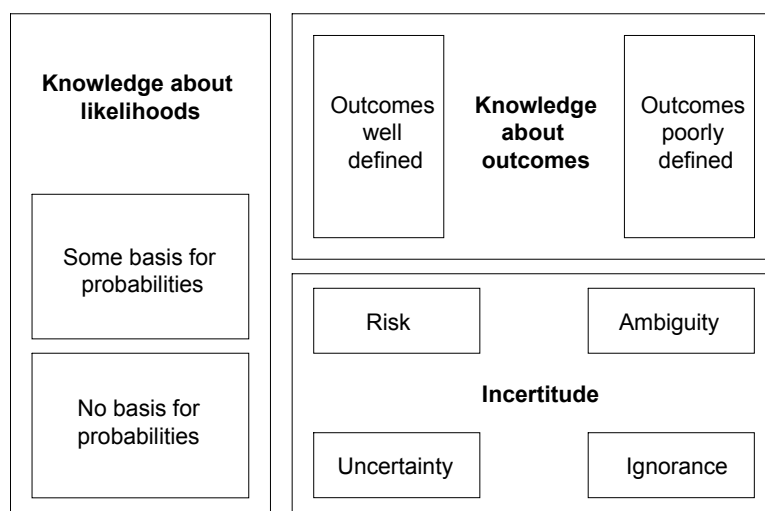 Knowledge about
likelihoods
Some basis for
probabilities
No basis for
probabilities
Outcomes
well
defined
Knowledge
about
outcomes
Outcomes
poorly
defined
Risk
Ambiguity
Incertitude
Uncertainty
Ignorance